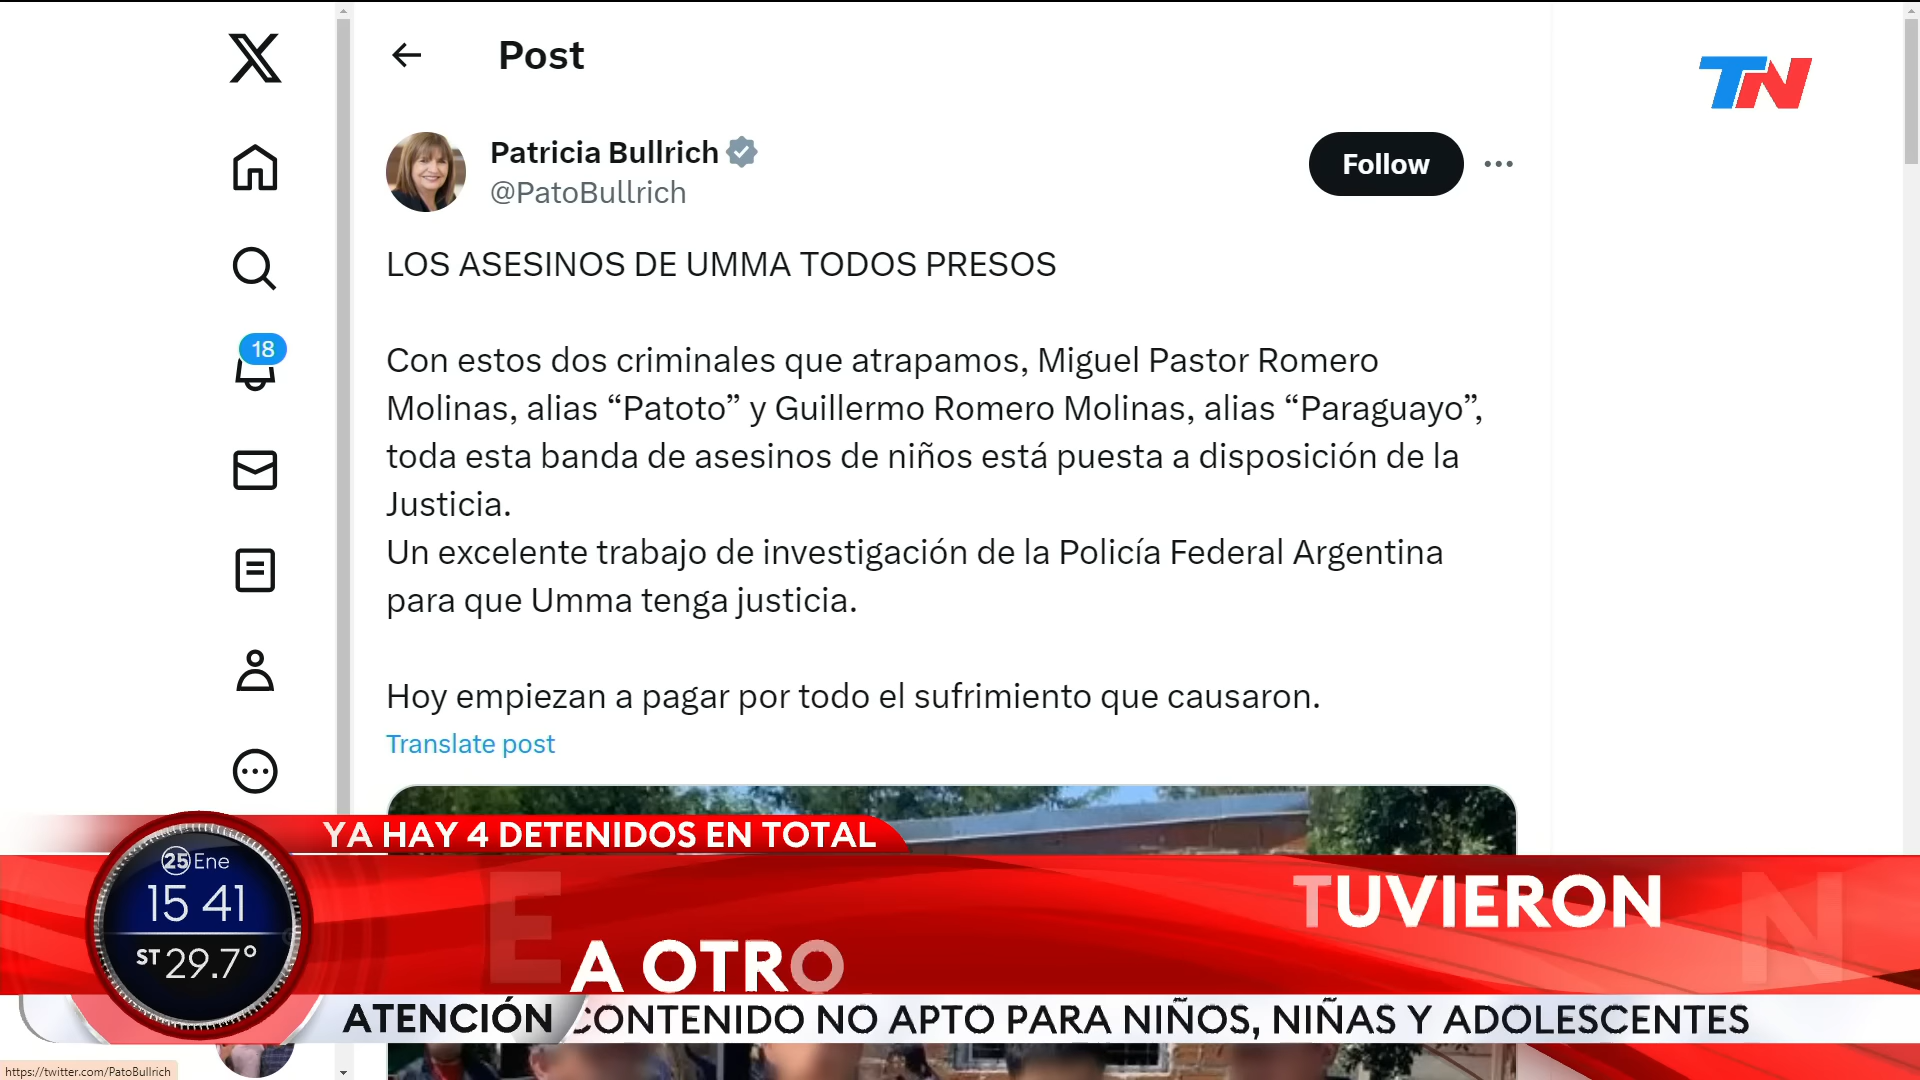 Post
TN
Patricia Bullrich
@PatoBullrich
Follow
LOS ASESINOS DE UMMA TODOS PRESOS
18
Con estos dos criminales que atrapamos, Miguel Pastor Romero
Molinas, alias “Patoto” y Guillermo Romero Molinas, alias “Paraguayo”,
toda esta banda de asesinos de niños está puesta a disposición de la
Justicia.
Un excelente trabajo de investigación de la Policía Federal Argentina
para que Umma tenga justicia.
Hoy empiezan a pagar por todo el sufrimiento que causaron.
Translate post
YA HAY 4 DETENIDOS EN TOTAL
25 Ene
15 41
ST 29.7°
E TUVIERON N
A OTRO
ATENCIÓN CONTENIDO NO APTO PARA NIÑOS, NIÑAS Y ADOLESCENTES
https://twitter.com/PatoBullrich